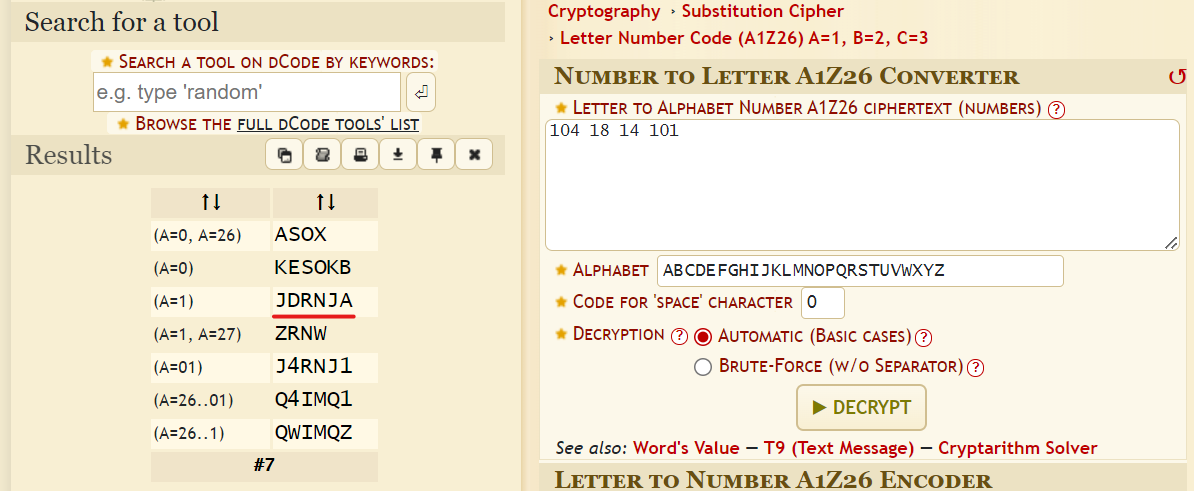 Search for a tool
★ SEARCH A TOOL ON DCODE BY KEYWORDS:
e.g. type 'random'
★ BROWSE THE FULL DCODE TOOLS' LIST
Results
↑↓ ↑↓
(A=0, A=26) ASOX
(A=0) KESOKB
(A=1) JDRNJA
(A=1, A=27) ZRNW
(A=01) J4RNJ1
(A=26..01) Q4IMQ1
(A=26..1) QWIMQZ
#7
Cryptography › Substitution Cipher
› Letter Number Code (A1Z26) A=1, B=2, C=3
NUMBER TO LETTER A1Z26 CONVERTER
★ LETTER TO ALPHABET NUMBER A1Z26 CIPHERTEXT (NUMBERS) ?
104 18 14 101
★ ALPHABET ABCDEFGHIJKLMNOPQRSTUVWXYZ
★ CODE FOR 'SPACE' CHARACTER 0
★ DECRYPTION ? AUTOMATIC (BASIC CASES) ?
BRUTE-FORCE (W/O SEPARATOR) ?
▶ DECRYPT
See also: Word's Value — T9 (Text Message) — Cryptarithm Solver
LETTER TO NUMBER A1Z26 ENCODER